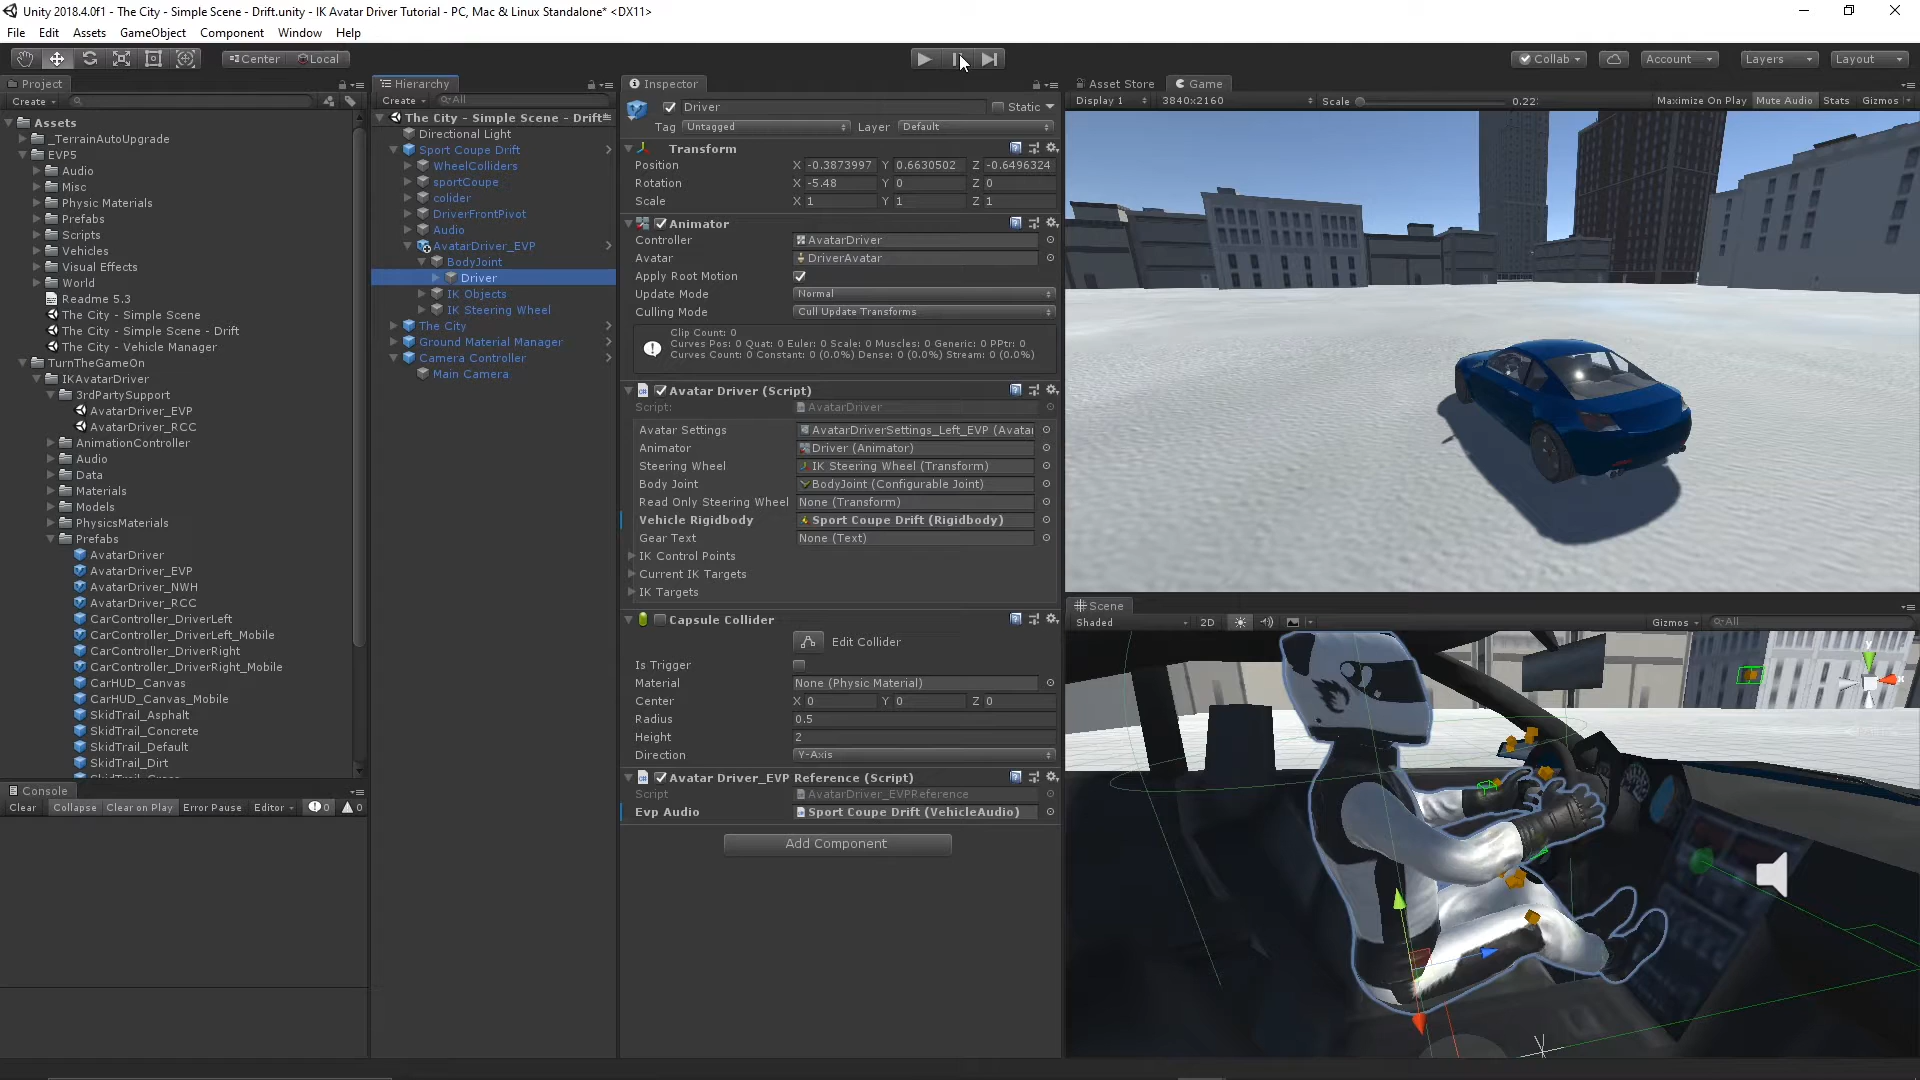 Unity 2018.4.0f1 - The City - Simple Scene - Drift.unity - IK Avatar Driver Tutorial - PC, Mac & Linux Standalone* <DX11>
File Edit Assets GameObject Component Window Help
Center Local
Collab Account Layers Layout
Project
Create
Assets
_TerrainAutoUpgrade
EVP5
Audio
Misc
Physic Materials
Prefabs
Scripts
Vehicles
Visual Effects
World
Readme 5.3
The City - Simple Scene
The City - Simple Scene - Drift
The City - Vehicle Manager
TurnTheGameOn
IKAvatarDriver
3rdPartySupport
AvatarDriver_EVP
AvatarDriver_RCC
AnimationController
Audio
Data
Materials
Models
PhysicsMaterials
Prefabs
AvatarDriver
AvatarDriver_EVP
AvatarDriver_NWH
AvatarDriver_RCC
CarController_DriverLeft
CarController_DriverLeft_Mobile
CarController_DriverRight
CarController_DriverRight_Mobile
CarHUD_Canvas
CarHUD_Canvas_Mobile
SkidTrail_Asphalt
SkidTrail_Concrete
SkidTrail_Default
SkidTrail_Dirt
Console
Clear Collapse Clear on Play Error Pause Editor 0 0
Hierarchy
Create All
The City - Simple Scene - Drift
Directional Light
Sport Coupe Drift
WheelColliders
sportCoupe
colider
DriverFrontPivot
Audio
AvatarDriver_EVP
BodyJoint
Driver
IK Objects
IK Steering Wheel
The City
Ground Material Manager
Camera Controller
Main Camera
Inspector
Driver Static
Tag Untagged Layer Default
Transform
Position X -0.3873997 Y 0.6630502 Z -0.6496324
Rotation X -5.48 Y 0 Z 0
Scale X 1 Y 1 Z 1
Animator
Controller AvatarDriver
Avatar DriverAvatar
Apply Root Motion
Update Mode Normal
Culling Mode Cull Update Transforms
Clip Count: 0
Curves Pos: 0 Quat: 0 Euler: 0 Scale: 0 Muscles: 0 Generic: 0 PPtr: 0
Curves Count: 0 Constant: 0 (0.0%) Dense: 0 (0.0%) Stream: 0 (0.0%)
Avatar Driver (Script)
Script: AvatarDriver
Avatar Settings AvatarDriverSettings_Left_EVP (Avatar
Animator Driver (Animator)
Steering Wheel IK Steering Wheel (Transform)
Body Joint BodyJoint (Configurable Joint)
Read Only Steering Wheel None (Transform)
Vehicle Rigidbody Sport Coupe Drift (Rigidbody)
Gear Text None (Text)
IK Control Points
Current IK Targets
IK Targets
Capsule Collider
Edit Collider
Is Trigger
Material None (Physic Material)
Center X 0 Y 0 Z 0
Radius 0.5
Height 2
Direction Y-Axis
Avatar Driver_EVP Reference (Script)
Script AvatarDriver_EVPReference
Evp Audio Sport Coupe Drift (VehicleAudio)
Add Component
Asset Store Game
Display 1 3840x2160 Scale 0.22 Maximize On Play Mute Audio Stats Gizmos
Scene
Shaded 2D Gizmos All